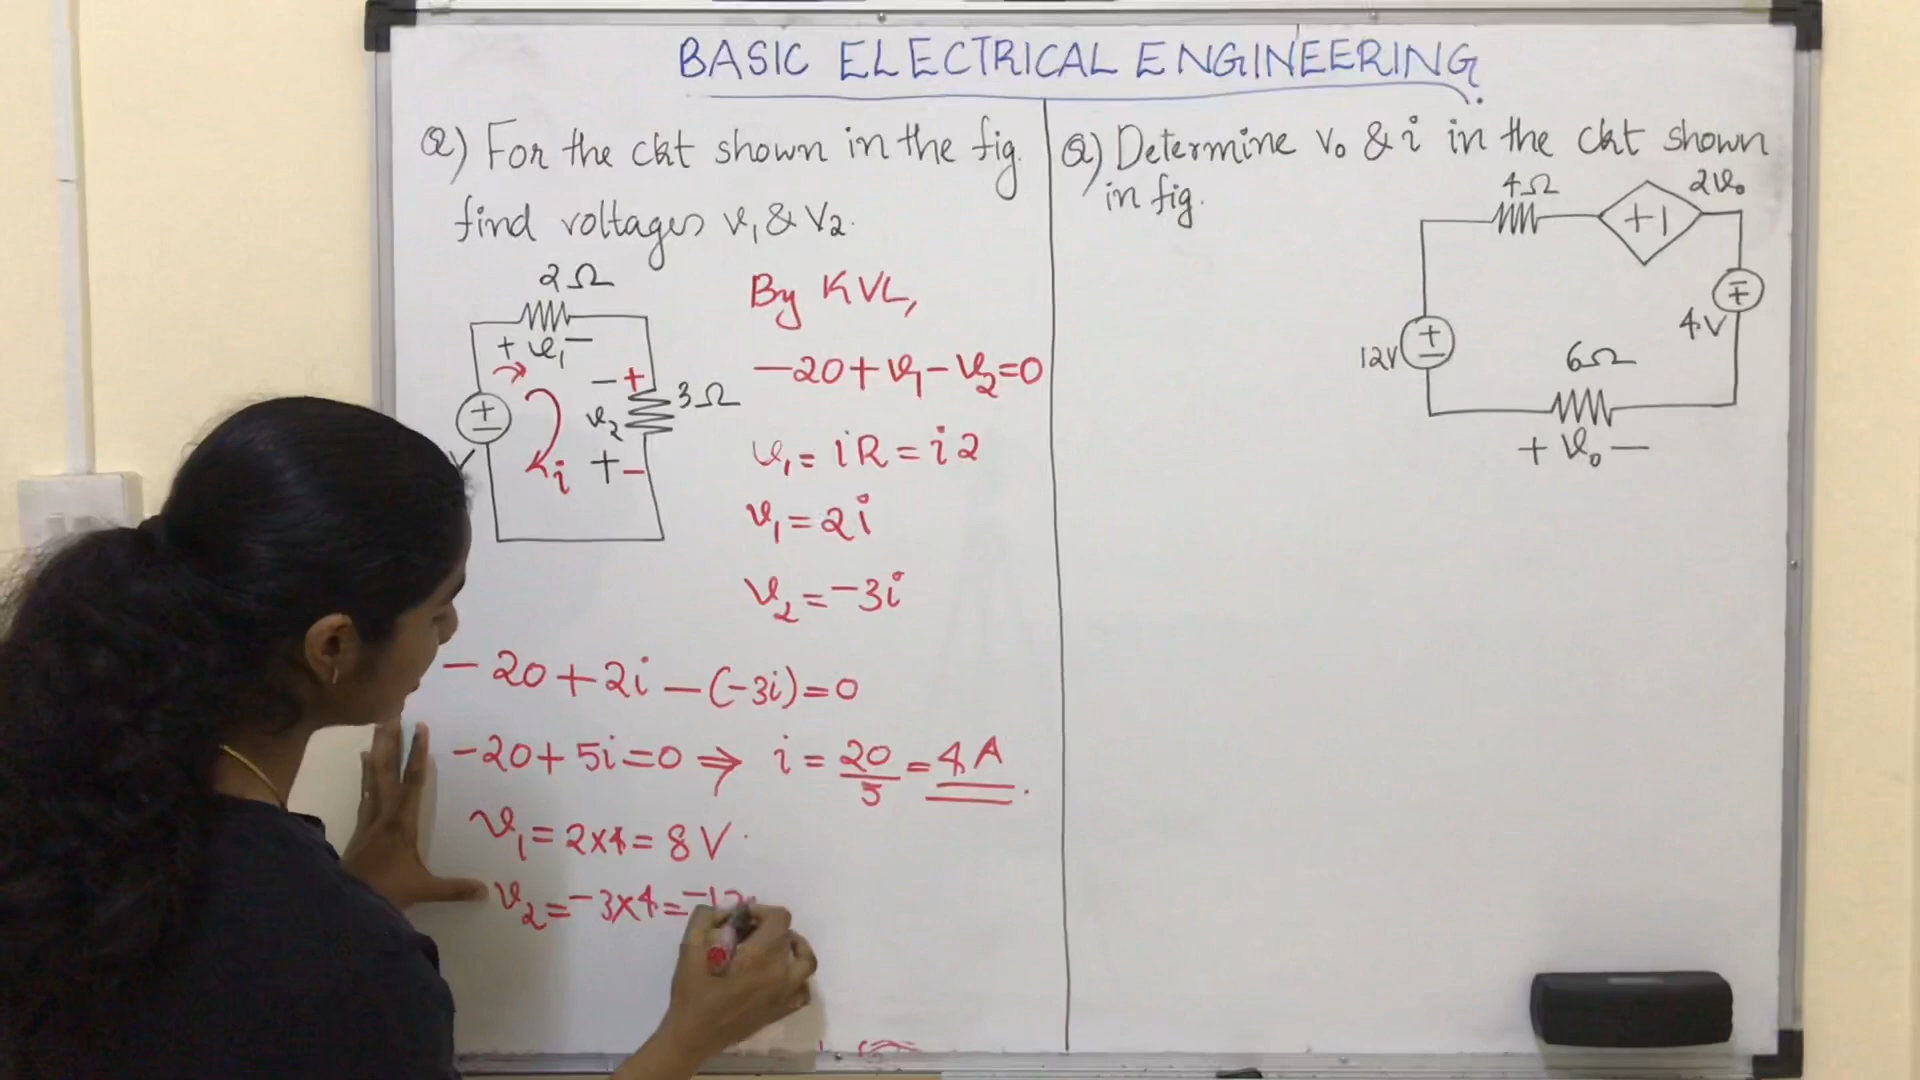 BASIC ELECTRICAL ENGINEERING
Q) For the ckt shown in the fig.
find voltages v₁ & V₂.
2Ω
+ v₁ −
− +
v₂
3Ω
+ −
i
+
−
V
By KVL,
−20+v₁−v₂=0
v₁=iR=i2
v₁=2i
v₂=−3i
−20+2i−(−3i)=0
−20+5i=0 ⇒ i=20/5=4A.
v₁=2×4=8V.
v₂=−3×4=−12
Q) Determine v₀ & i in the ckt shown
in fig.
4Ω
2v₀
+ |
4V
12V
+
−
6Ω
+ v₀ −